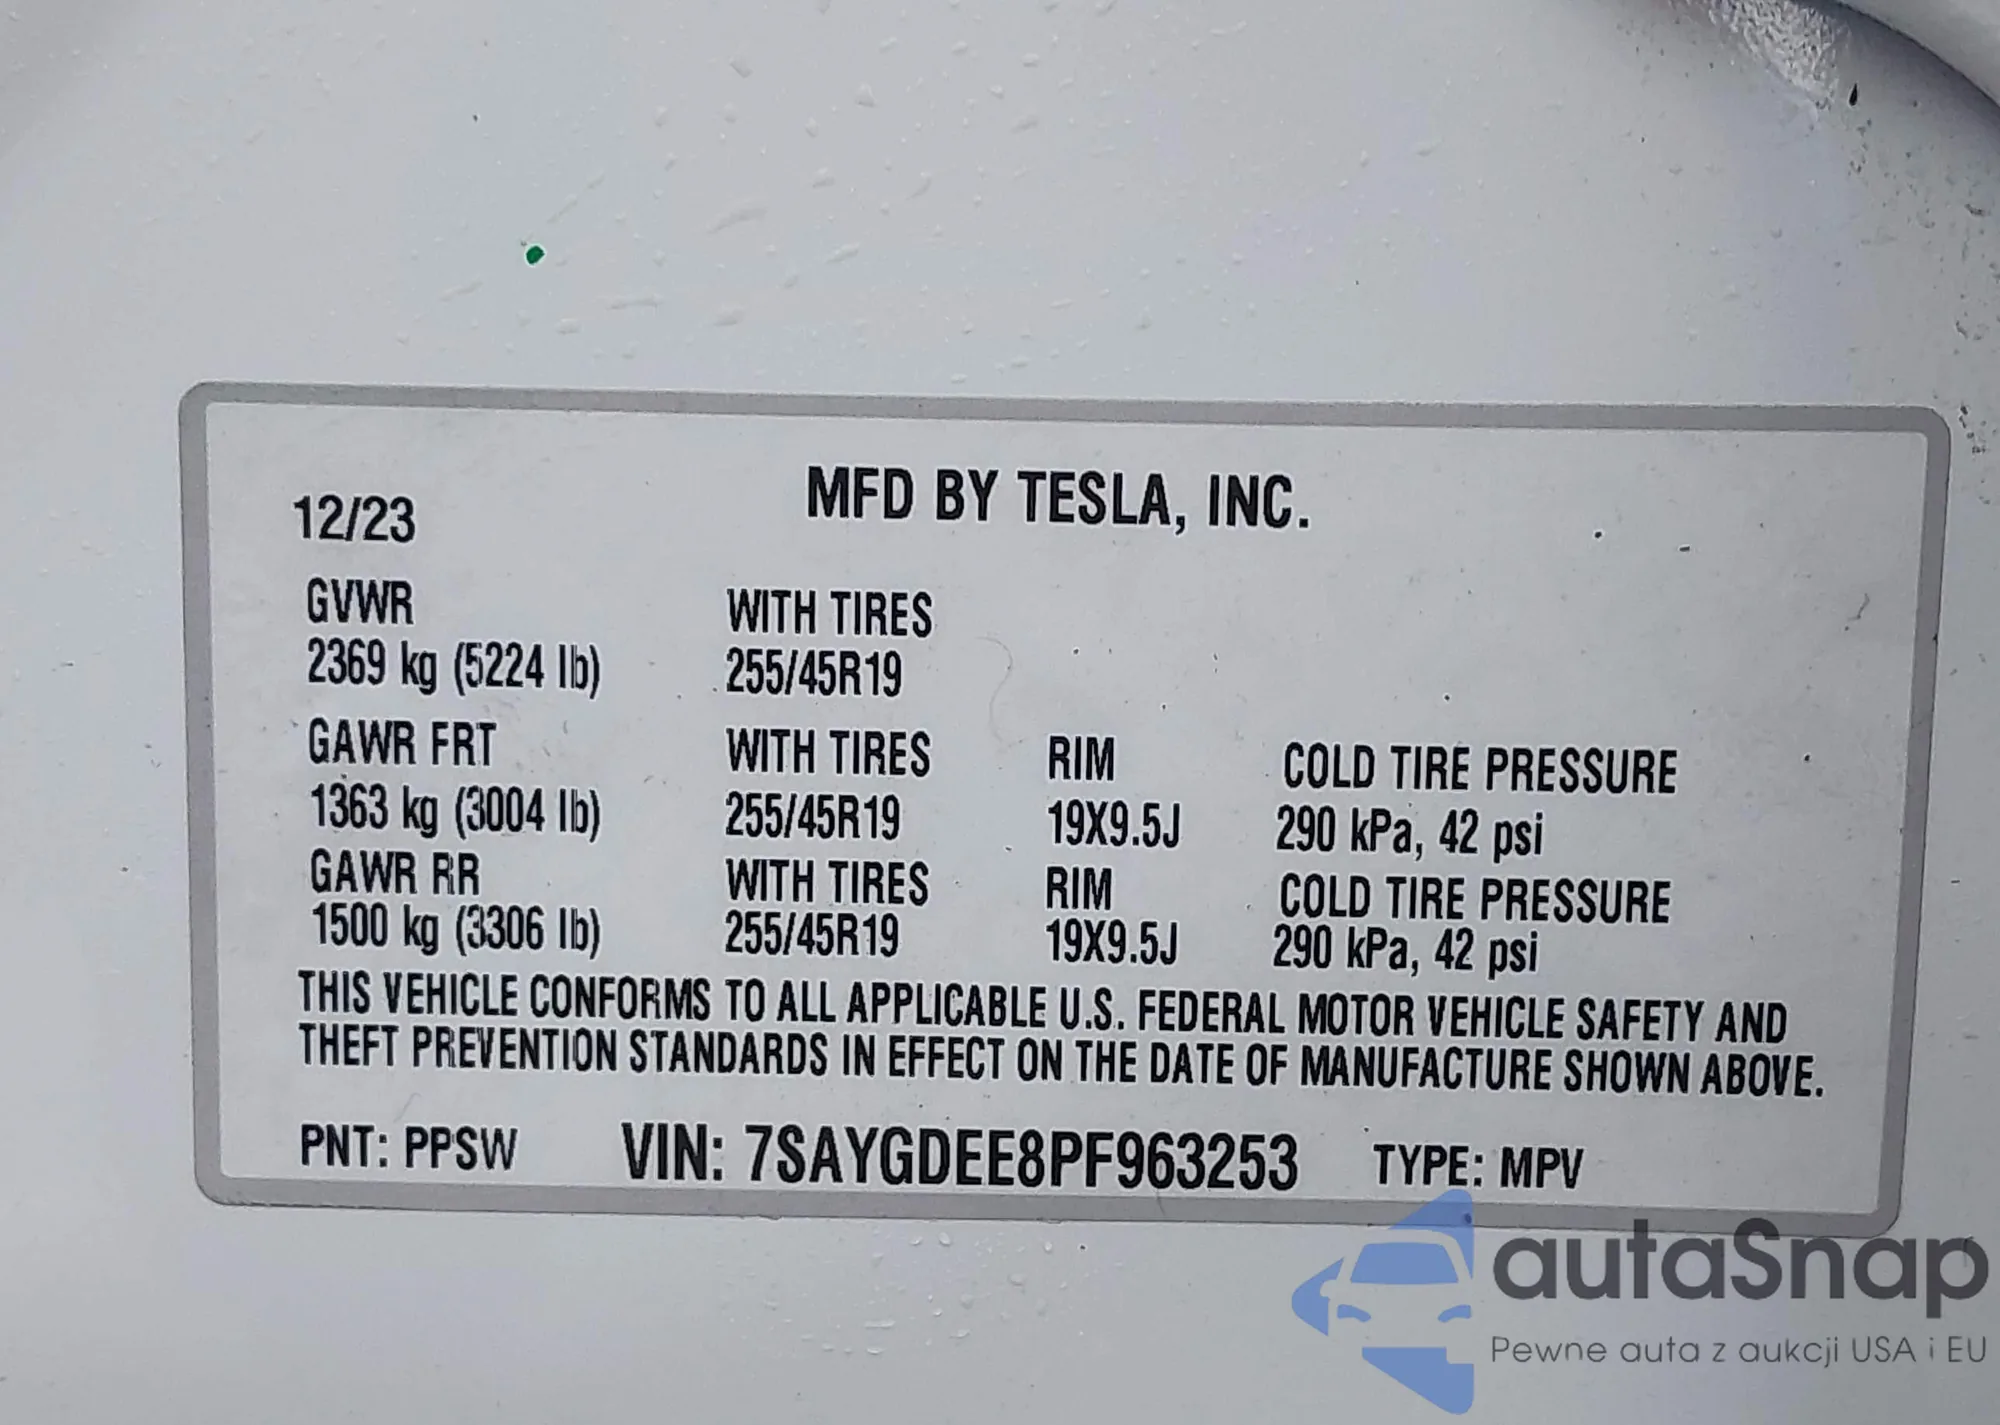 MFD BY TESLA, INC.
12/23
GVWR WITH TIRES
2369 kg (5224 lb) 255/45R19
GAWR FRT WITH TIRES RIM COLD TIRE PRESSURE
1363 kg (3004 lb) 255/45R19 19X9.5J 290 kPa, 42 psi
GAWR RR WITH TIRES RIM COLD TIRE PRESSURE
1500 kg (3306 lb) 255/45R19 19X9.5J 290 kPa, 42 psi
THIS VEHICLE CONFORMS TO ALL APPLICABLE U.S. FEDERAL MOTOR VEHICLE SAFETY AND
THEFT PREVENTION STANDARDS IN EFFECT ON THE DATE OF MANUFACTURE SHOWN ABOVE.
PNT: PPSW VIN: 7SAYGDEE8PF963253 TYPE: MPV
autaSnap
Pewne auta z aukcji USA i EU